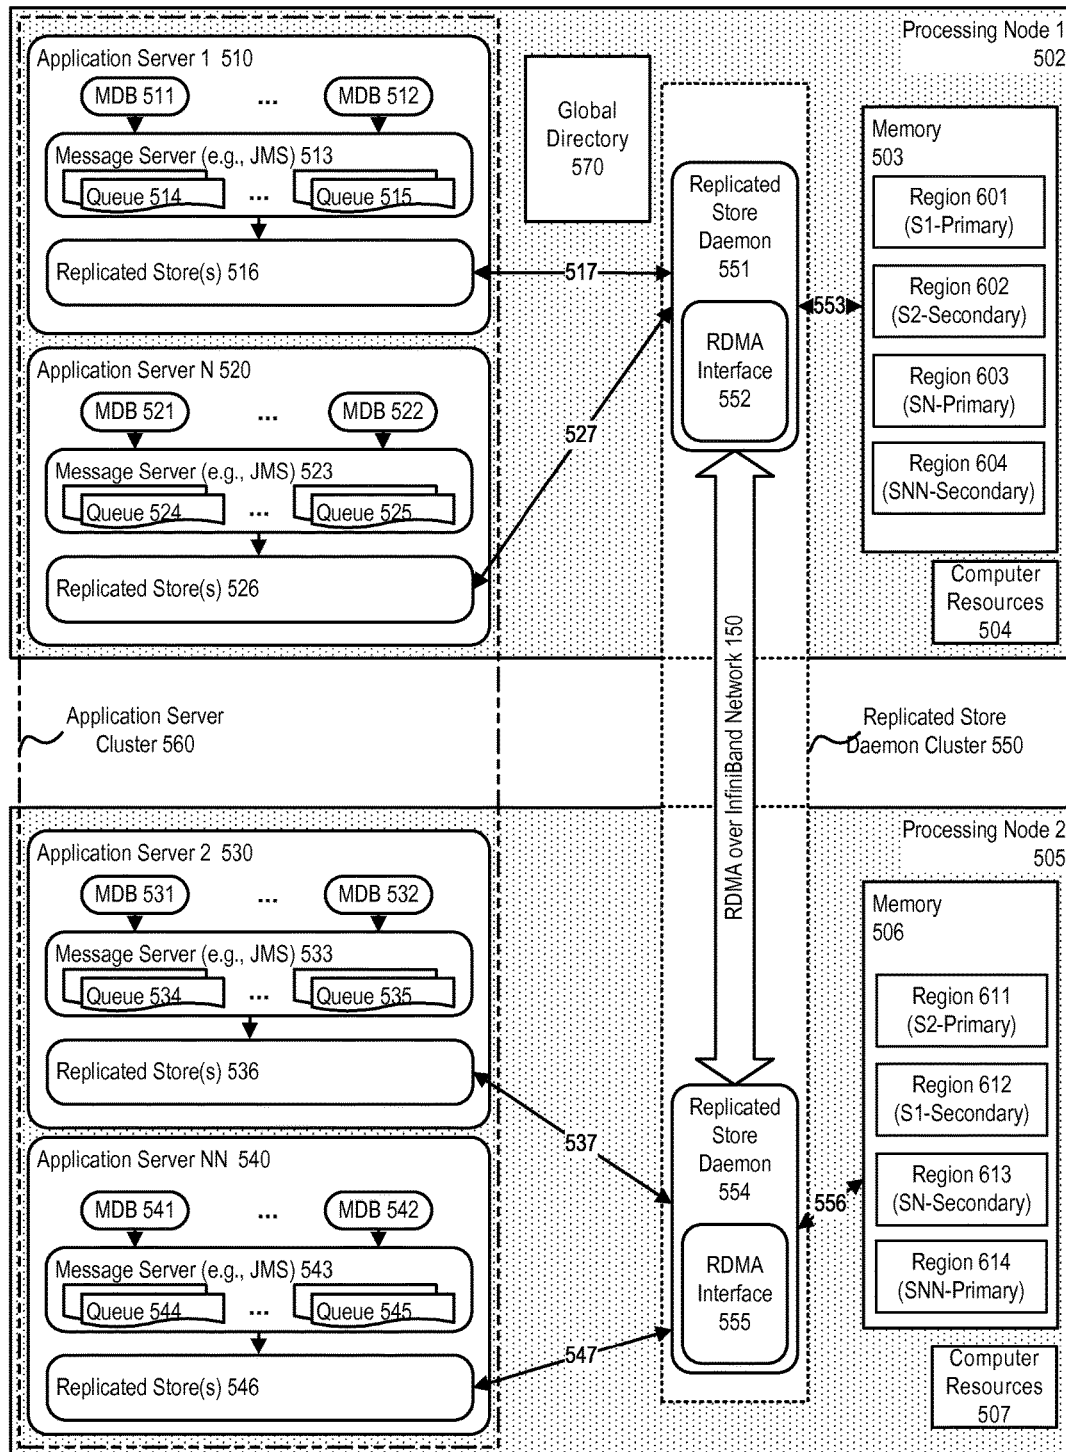 Processing Node 1
502
Application Server 1 510
MDB 511
...
MDB 512
Message Server (e.g., JMS) 513
Queue 514
...
Queue 515
Replicated Store(s) 516
517
Global
Directory
570
Replicated
Store
Daemon
551
RDMA
Interface
552
553
Memory
503
Region 601
(S1-Primary)
Region 602
(S2-Secondary)
Region 603
(SN-Primary)
Region 604
(SNN-Secondary)
Computer
Resources
504
Application Server N 520
MDB 521
...
MDB 522
Message Server (e.g., JMS) 523
Queue 524
...
Queue 525
Replicated Store(s) 526
527
Application Server
Cluster 560
RDMA over InfiniBand Network 150
Replicated Store
Daemon Cluster 550
Processing Node 2
505
Application Server 2 530
MDB 531
...
MDB 532
Message Server (e.g., JMS) 533
Queue 534
...
Queue 535
Replicated Store(s) 536
537
Replicated
Store
Daemon
554
RDMA
Interface
555
556
Memory
506
Region 611
(S2-Primary)
Region 612
(S1-Secondary)
Region 613
(SN-Secondary)
Region 614
(SNN-Primary)
Computer
Resources
507
Application Server NN 540
MDB 541
...
MDB 542
Message Server (e.g., JMS) 543
Queue 544
...
Queue 545
Replicated Store(s) 546
547